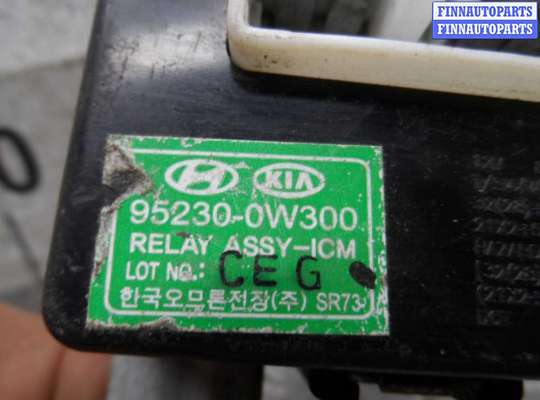 FINNAUTOPARTS
FINNAUTOPARTS
KIA
95230-0W300
RELAY ASSY-ICM
LOT NO.: CEG
한국오므론전장(주) SR73